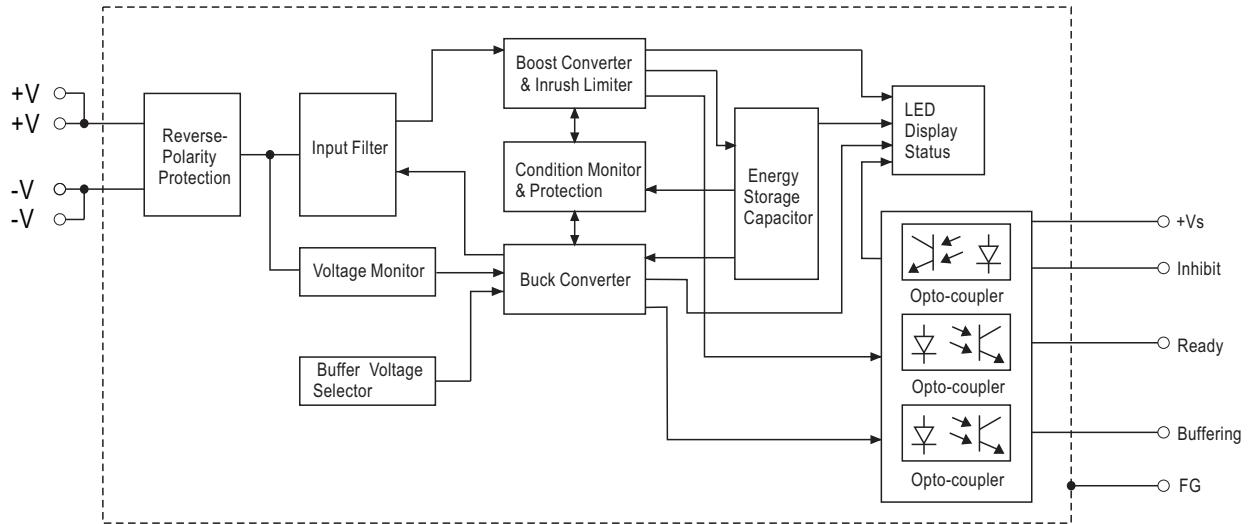 +V
+V
-V
-V
Reverse-
Polarity
Protection
Input Filter
Voltage Monitor
Buffer Voltage
Selector
Boost Converter
& Inrush Limiter
Condition Monitor
& Protection
Buck Converter
Energy
Storage
Capacitor
LED
Display
Status
Opto-coupler
Opto-coupler
Opto-coupler
+Vs
Inhibit
Ready
Buffering
FG